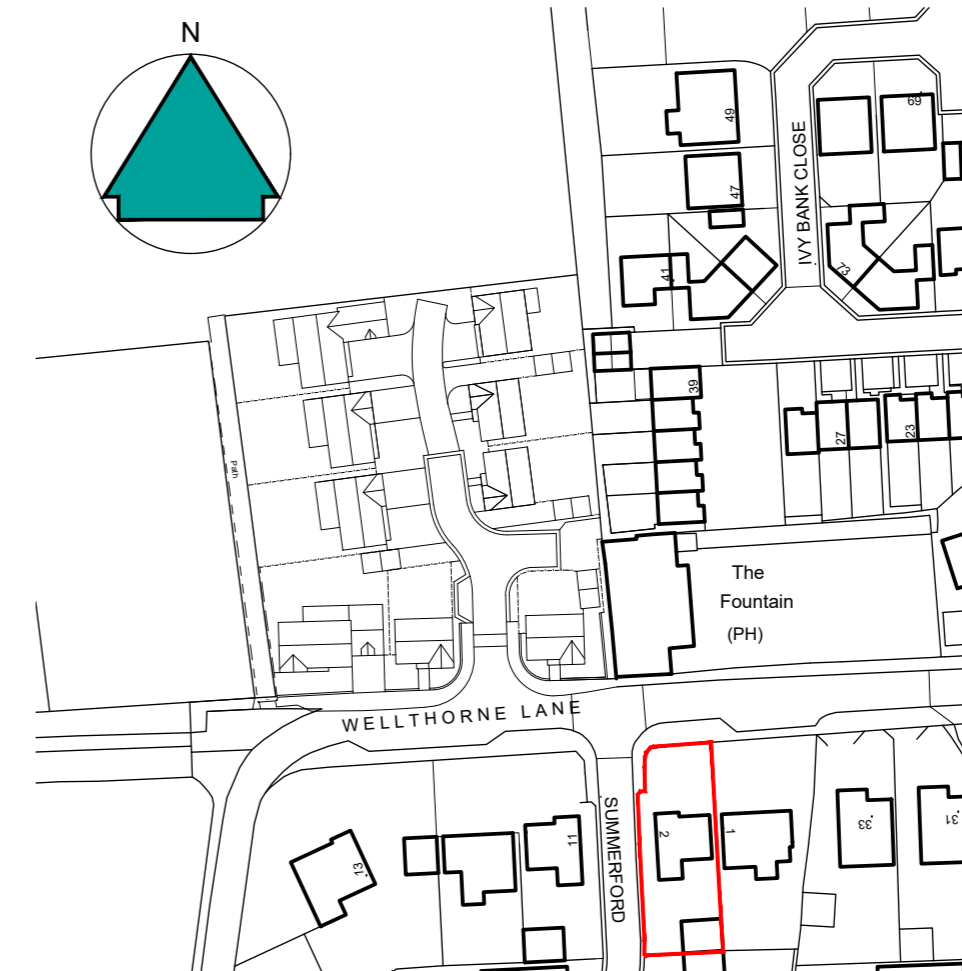 N
49
69
IVY BANK CLOSE
47
41
73
39
27
23
Path
The
Fountain
(PH)
WELLTHORNE LANE
SUMMERFORD
2
1
33
31
11
13